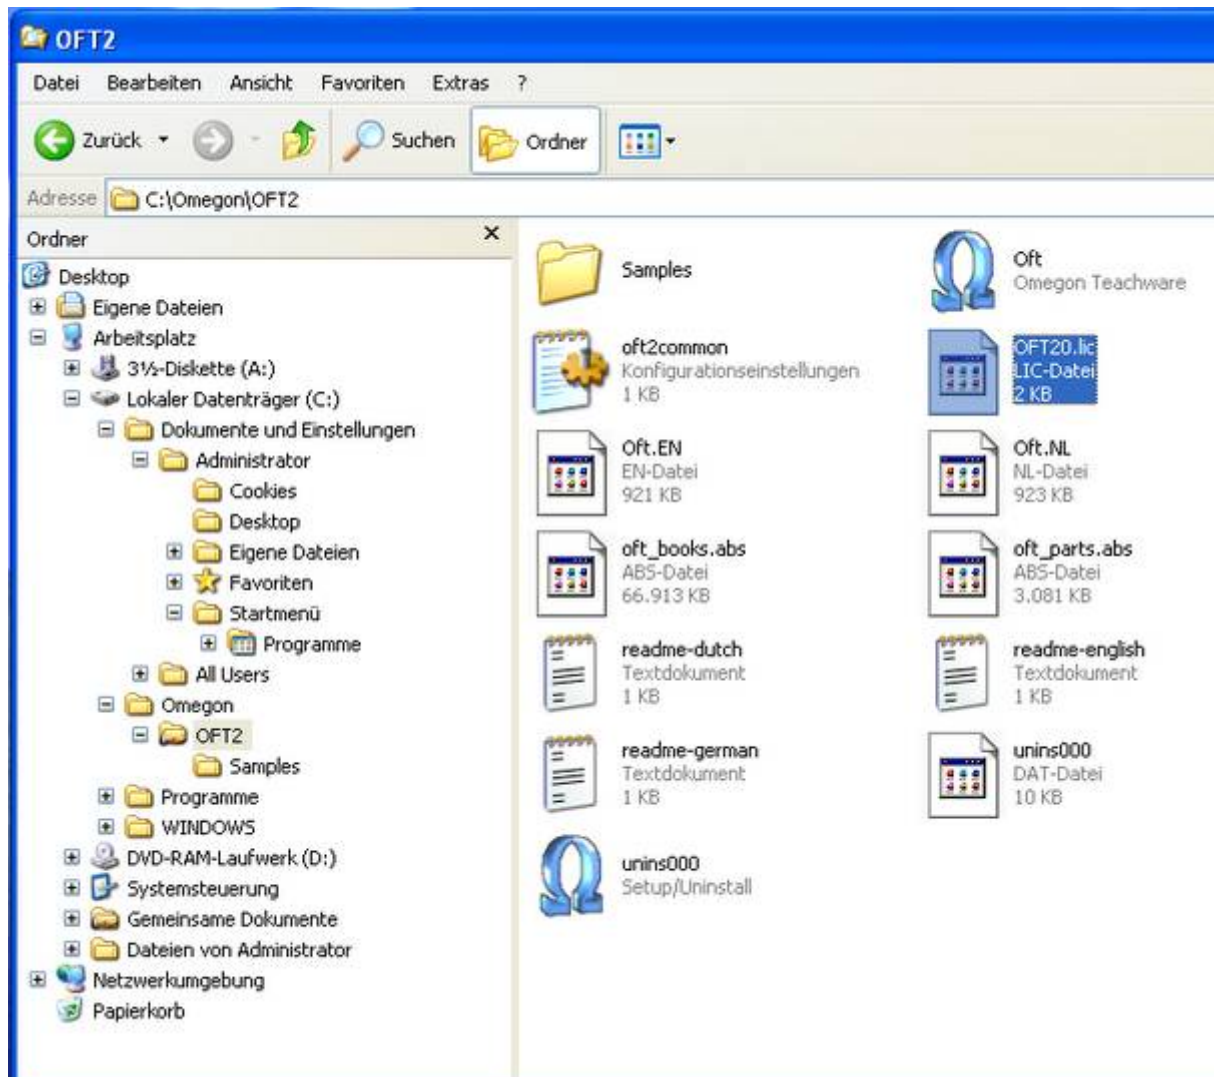 OFT2
Datei Bearbeiten Ansicht Favoriten Extras ?
Zurück Suchen Ordner
Adresse C:\Omegon\OFT2
Ordner
Desktop
Eigene Dateien
Arbeitsplatz
3½-Diskette (A:)
Lokaler Datenträger (C:)
Dokumente und Einstellungen
Administrator
Cookies
Desktop
Eigene Dateien
Favoriten
Startmenü
Programme
All Users
Omegon
OFT2
Samples
Programme
WINDOWS
DVD-RAM-Laufwerk (D:)
Systemsteuerung
Gemeinsame Dokumente
Dateien von Administrator
Netzwerkumgebung
Papierkorb
Samples
Oft
Omegon Teachware
oft2common
Konfigurationseinstellungen
1 KB
OFT20.lic
LIC-Datei
2 KB
Oft.EN
EN-Datei
921 KB
Oft.NL
NL-Datei
923 KB
oft_books.abs
ABS-Datei
66.913 KB
oft_parts.abs
ABS-Datei
3.081 KB
readme-dutch
Textdokument
1 KB
readme-english
Textdokument
1 KB
readme-german
Textdokument
1 KB
unins000
DAT-Datei
10 KB
unins000
Setup/Uninstall